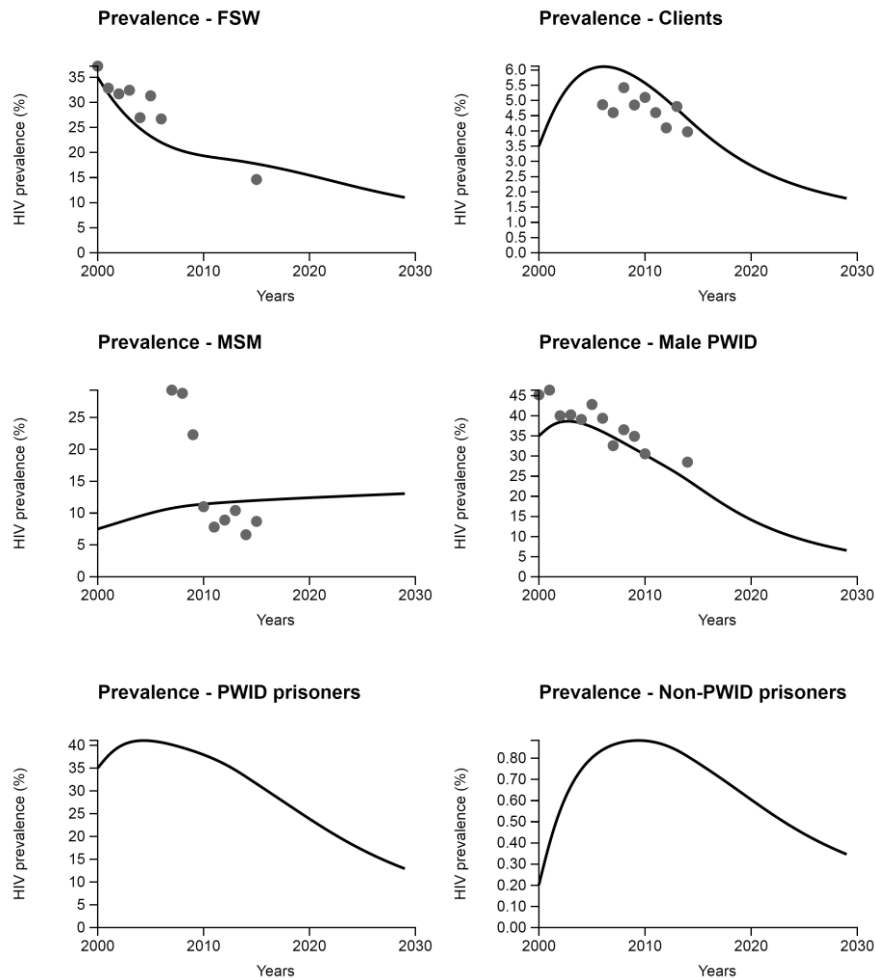 Prevalence - FSW
HIV prevalence (%)
35
30
25
20
15
10
5
0
2000 2010 2020 2030
Years
Prevalence - Clients
HIV prevalence (%)
6.0
5.5
5.0
4.5
4.0
3.5
3.0
2.5
2.0
1.5
1.0
0.5
0.0
2000 2010 2020 2030
Years
Prevalence - MSM
HIV prevalence (%)
25
20
15
10
5
0
2000 2010 2020 2030
Years
Prevalence - Male PWID
HIV prevalence (%)
45
40
35
30
25
20
15
10
5
0
2000 2010 2020 2030
Years
Prevalence - PWID prisoners
HIV prevalence (%)
40
35
30
25
20
15
10
5
0
2000 2010 2020 2030
Years
Prevalence - Non-PWID prisoners
HIV prevalence (%)
0.80
0.70
0.60
0.50
0.40
0.30
0.20
0.10
0.00
2000 2010 2020 2030
Years